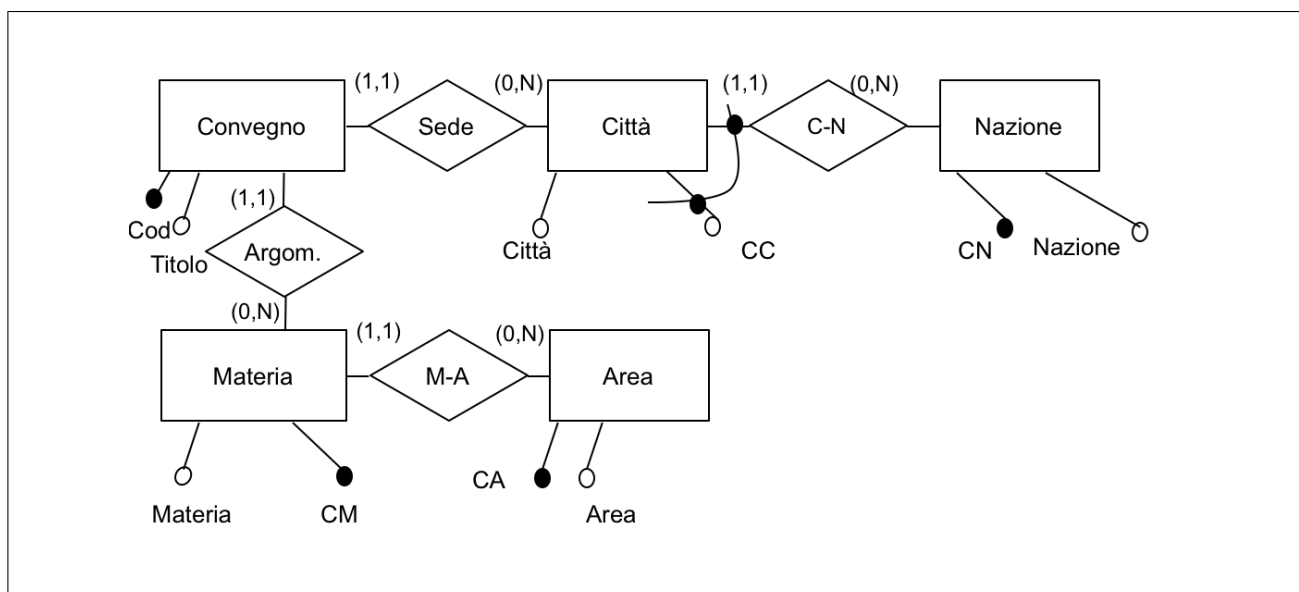 (1,1) (0,N) (1,1) (0,N)
Convegno Sede Città C-N Nazione
(1,1)
Cod
Titolo Argom. Città CC CN Nazione
(0,N) (1,1) (0,N)
Materia M-A Area
Materia CM CA Area